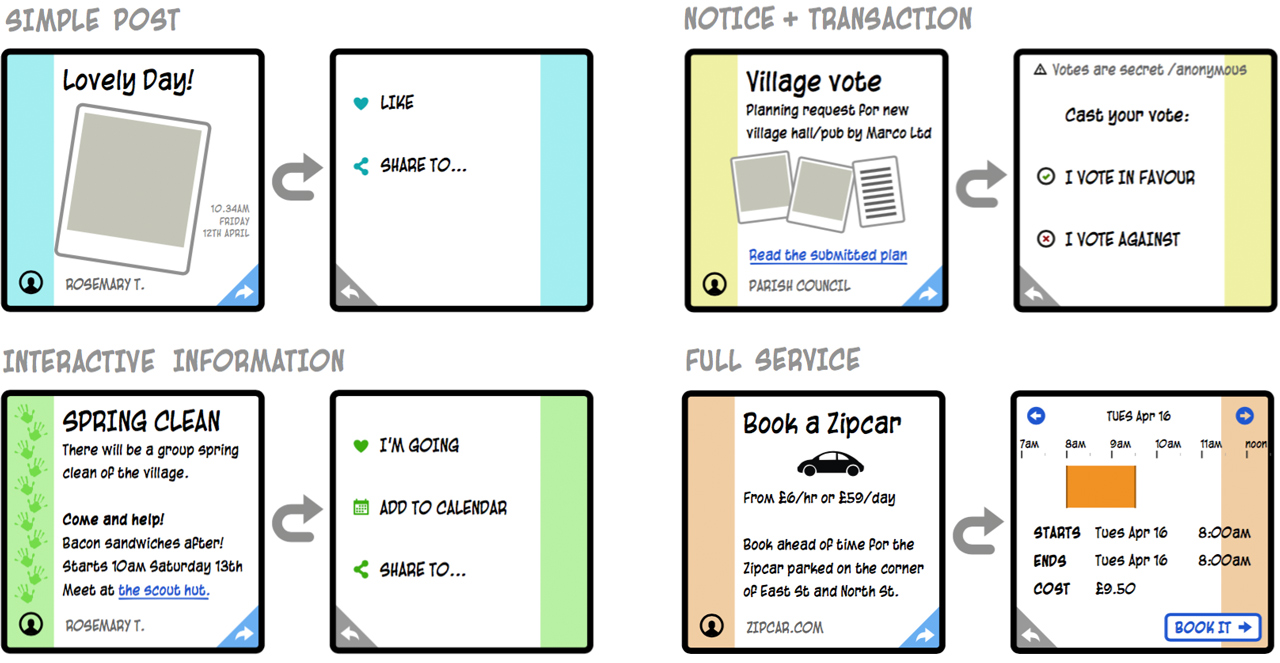 SIMPLE POST
Lovely Day!
10.34AM
FRIDAY
12TH APRIL
ROSEMARY T.
LIKE
SHARE TO...
NOTICE + TRANSACTION
Village vote
Planning request for new
village hall/pub by Marco Ltd
Read the submitted plan
PARISH COUNCIL
Votes are secret /anonymous
Cast your vote:
I VOTE IN FAVOUR
I VOTE AGAINST
INTERACTIVE INFORMATION
SPRING CLEAN
There will be a group spring
clean of the village.
Come and help!
Bacon sandwiches after!
Starts 10am Saturday 13th
Meet at the scout hut.
ROSEMARY T.
I'M GOING
ADD TO CALENDAR
SHARE TO...
FULL SERVICE
Book a Zipcar
From £6/hr or £59/day
Book ahead of time for the
Zipcar parked on the corner
of East St and North St.
ZIPCAR.COM
TUES Apr 16
7am 8am 9am 10am 11am noon
STARTS Tues Apr 16 8:00am
ENDS Tues Apr 16 8:00am
COST £9.50
BOOK IT